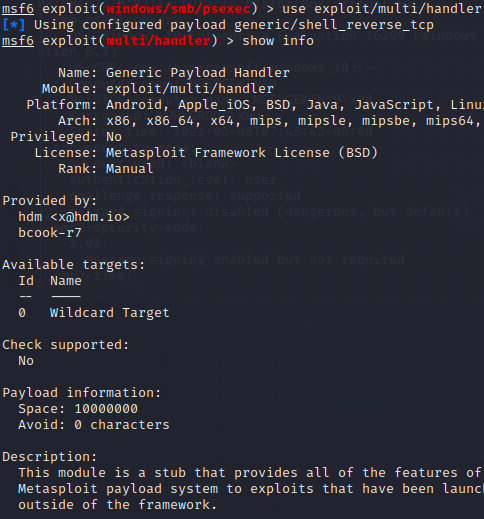 msf6 exploit(windows/smb/psexec) > use exploit/multi/handler
[*] Using configured payload generic/shell_reverse_tcp
msf6 exploit(multi/handler) > show info
Name: Generic Payload Handler
Module: exploit/multi/handler
Platform: Android, Apple_iOS, BSD, Java, JavaScript, Linu
Arch: x86, x86_64, x64, mips, mipsle, mipsbe, mips64,
Privileged: No
License: Metasploit Framework License (BSD)
Rank: Manual
Provided by:
hdm <x@hdm.io>
bcook-r7
Available targets:
Id  Name
--  ----
0   Wildcard Target
Check supported:
No
Payload information:
Space: 10000000
Avoid: 0 characters
Description:
This module is a stub that provides all of the features of
Metasploit payload system to exploits that have been launc
outside of the framework.